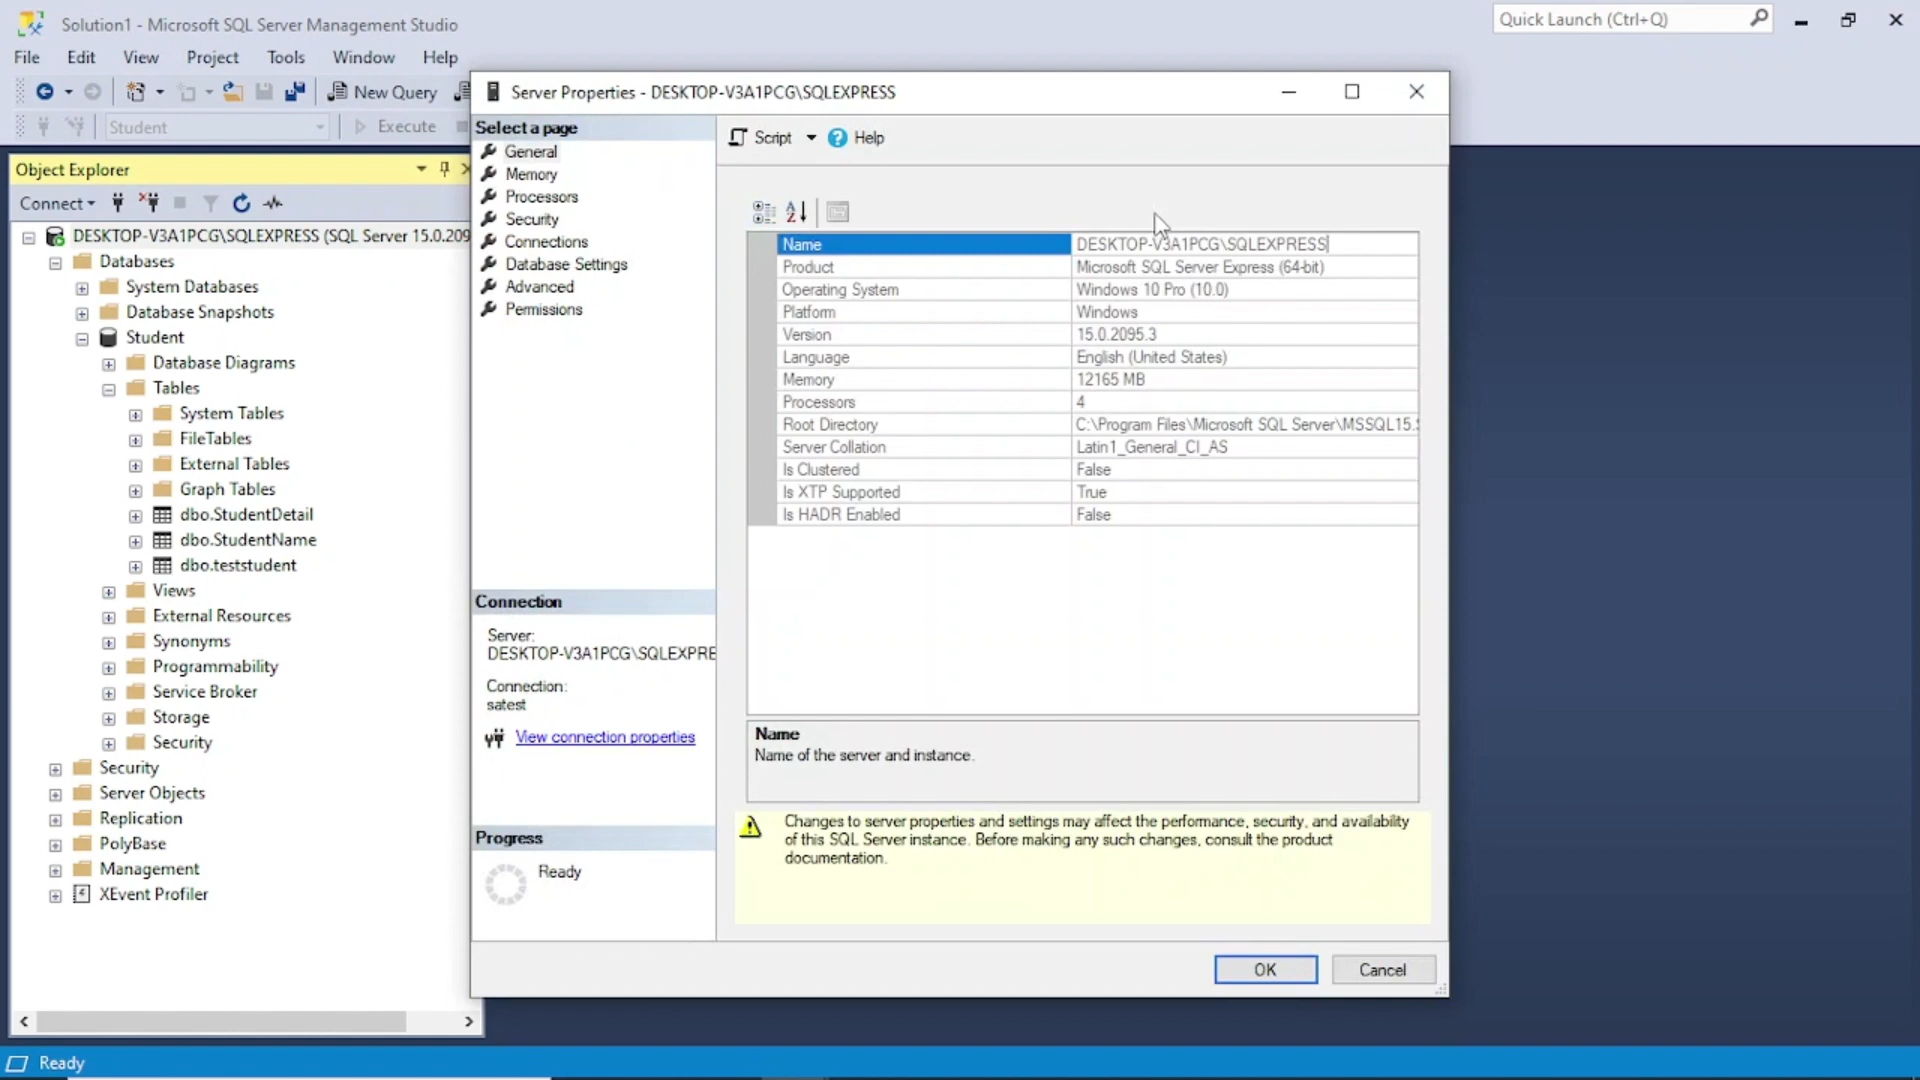 Solution1 - Microsoft SQL Server Management Studio
Quick Launch (Ctrl+Q)
File Edit View Project Tools Window Help
New Query
Student
Execute
Object Explorer
Connect
DESKTOP-V3A1PCG\SQLEXPRESS (SQL Server 15.0.209
Databases
System Databases
Database Snapshots
Student
Database Diagrams
Tables
System Tables
FileTables
External Tables
Graph Tables
dbo.StudentDetail
dbo.StudentName
dbo.teststudent
Views
External Resources
Synonyms
Programmability
Service Broker
Storage
Security
Security
Server Objects
Replication
PolyBase
Management
XEvent Profiler
Server Properties - DESKTOP-V3A1PCG\SQLEXPRESS
Select a page
General
Memory
Processors
Security
Connections
Database Settings
Advanced
Permissions
Connection
Server:
DESKTOP-V3A1PCG\SQLEXPRE
Connection:
satest
View connection properties
Progress
Ready
Script Help
Name DESKTOP-V3A1PCG\SQLEXPRESS
Product Microsoft SQL Server Express (64-bit)
Operating System Windows 10 Pro (10.0)
Platform Windows
Version 15.0.2095.3
Language English (United States)
Memory 12165 MB
Processors 4
Root Directory C:\Program Files\Microsoft SQL Server\MSSQL15.S
Server Collation Latin1_General_CI_AS
Is Clustered False
Is XTP Supported True
Is HADR Enabled False
Name
Name of the server and instance.
Changes to server properties and settings may affect the performance, security, and availability
of this SQL Server instance. Before making any such changes, consult the product
documentation.
OK Cancel
Ready